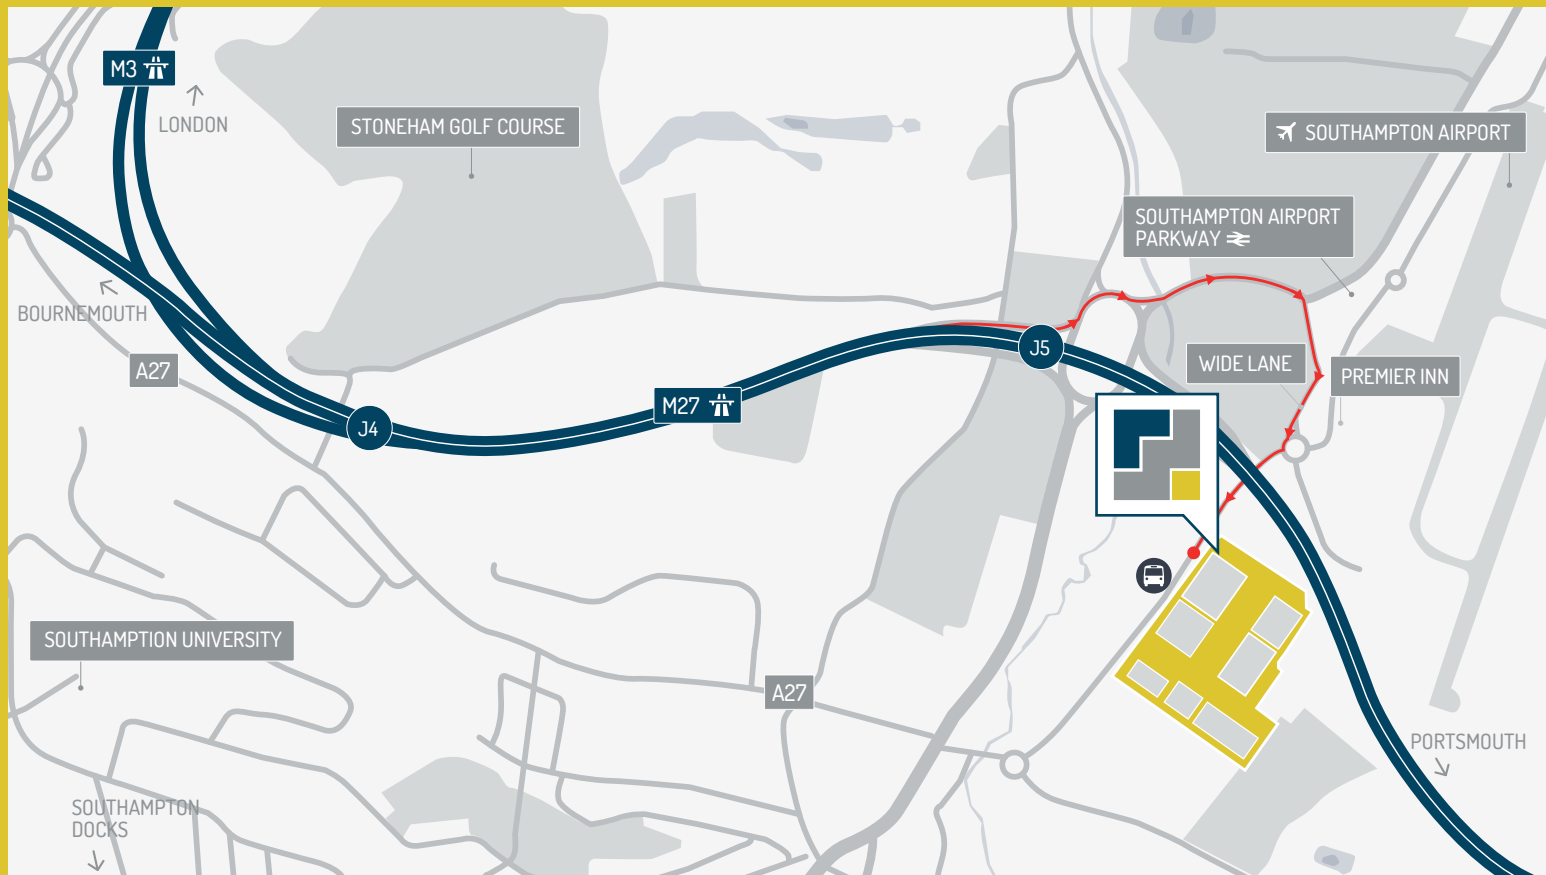 M3
LONDON
STONEHAM GOLF COURSE
SOUTHAMPTON AIRPORT
SOUTHAMPTON AIRPORT
PARKWAY
BOURNEMOUTH
A27
J5
WIDE LANE
PREMIER INN
M27
J4
SOUTHAMPTION UNIVERSITY
A27
PORTSMOUTH
SOUTHAMPTON
DOCKS